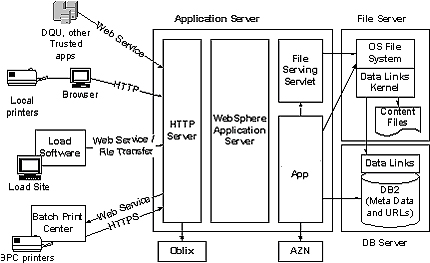 Application Server
File Server
DQU, other
Trusted
apps
Web Service
HTTP
Local
printers
Browser
HTTP
Server
WebSphere
Application
Server
File
Serving
Servlet
OS File
System
Data Links
Kernel
Content
Files
Load
Software
Web Service /
File Transfer
Load Site
App
Data Links
DB2
(Meta Data
and URLs)
Batch Print
Center
Web Service
HTTPS
BPC printers
Oblix
AZN
DB Server